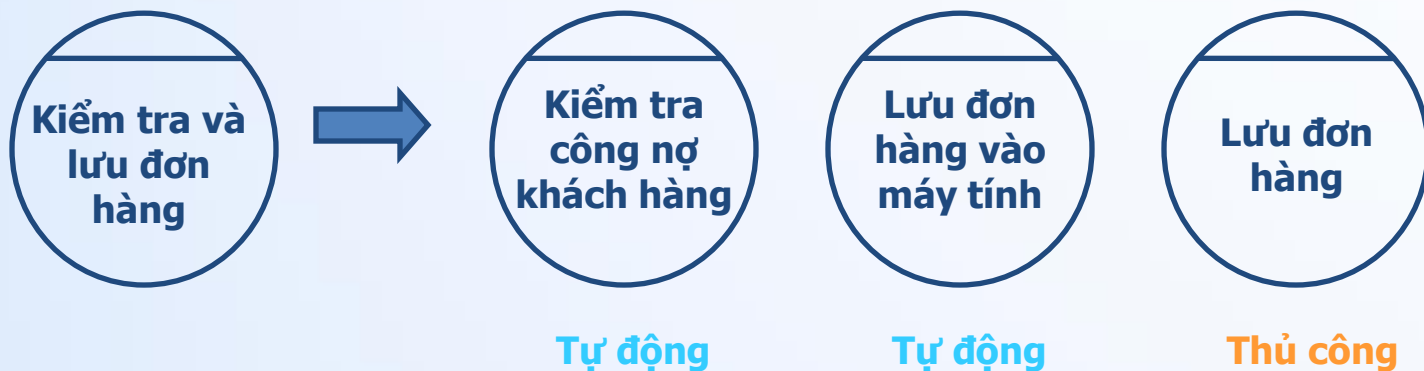 Kiểm tra và
lưu đơn
hàng
Kiểm tra
công nợ
khách hàng
Lưu đơn
hàng vào
máy tính
Lưu đơn
hàng
Tự động
Tự động
Thủ công